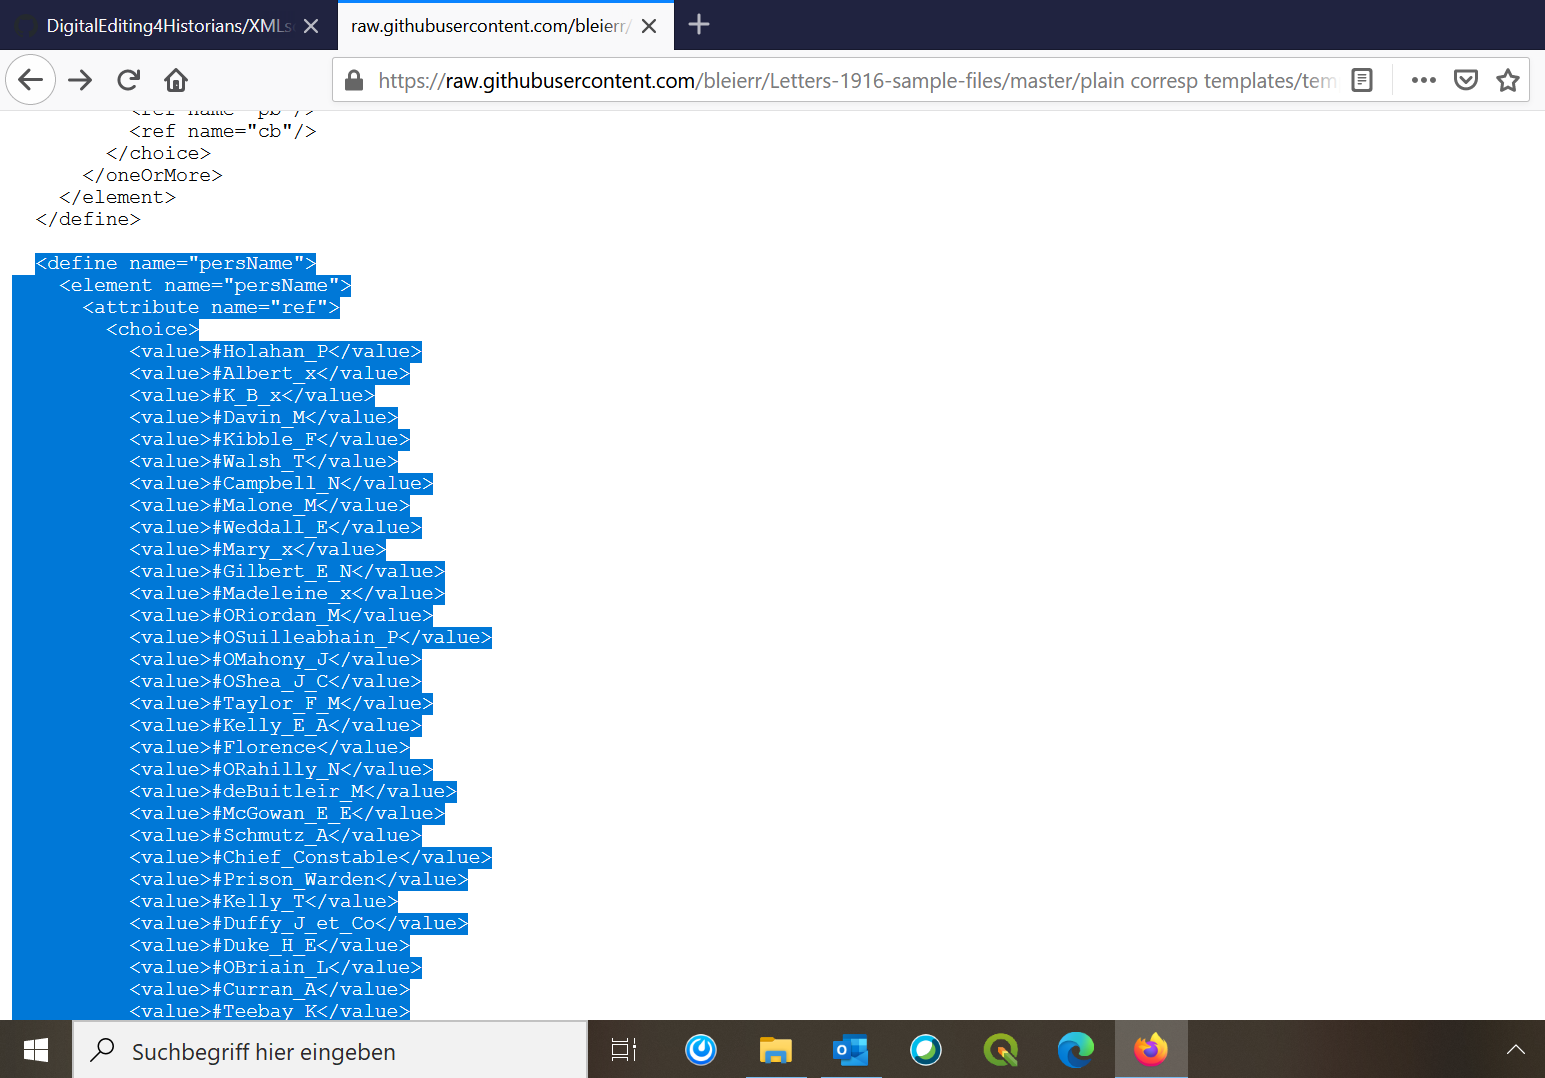 DigitalEditing4Historians/XMLs
raw.githubusercontent.com/bleierr/
https://raw.githubusercontent.com/bleierr/Letters-1916-sample-files/master/plain corresp templates/tem
<ref name="pb"/>
<ref name="cb"/>
</choice>
</oneOrMore>
</element>
</define>
<define name="persName">
<element name="persName">
<attribute name="ref">
<choice>
<value>#Holahan_P</value>
<value>#Albert_x</value>
<value>#K_B_x</value>
<value>#Davin_M</value>
<value>#Kibble_F</value>
<value>#Walsh_T</value>
<value>#Campbell_N</value>
<value>#Malone_M</value>
<value>#Weddall_E</value>
<value>#Mary_x</value>
<value>#Gilbert_E_N</value>
<value>#Madeleine_x</value>
<value>#ORiordan_M</value>
<value>#OSuilleabhain_P</value>
<value>#OMahony_J</value>
<value>#OShea_J_C</value>
<value>#Taylor_F_M</value>
<value>#Kelly_E_A</value>
<value>#Florence</value>
<value>#ORahilly_N</value>
<value>#deBuitleir_M</value>
<value>#McGowan_E_E</value>
<value>#Schmutz_A</value>
<value>#Chief_Constable</value>
<value>#Prison_Warden</value>
<value>#Kelly_T</value>
<value>#Duffy_J_et_Co</value>
<value>#Duke_H_E</value>
<value>#OBriain_L</value>
<value>#Curran_A</value>
<value>#Teebay_K</value>
Suchbegriff hier eingeben